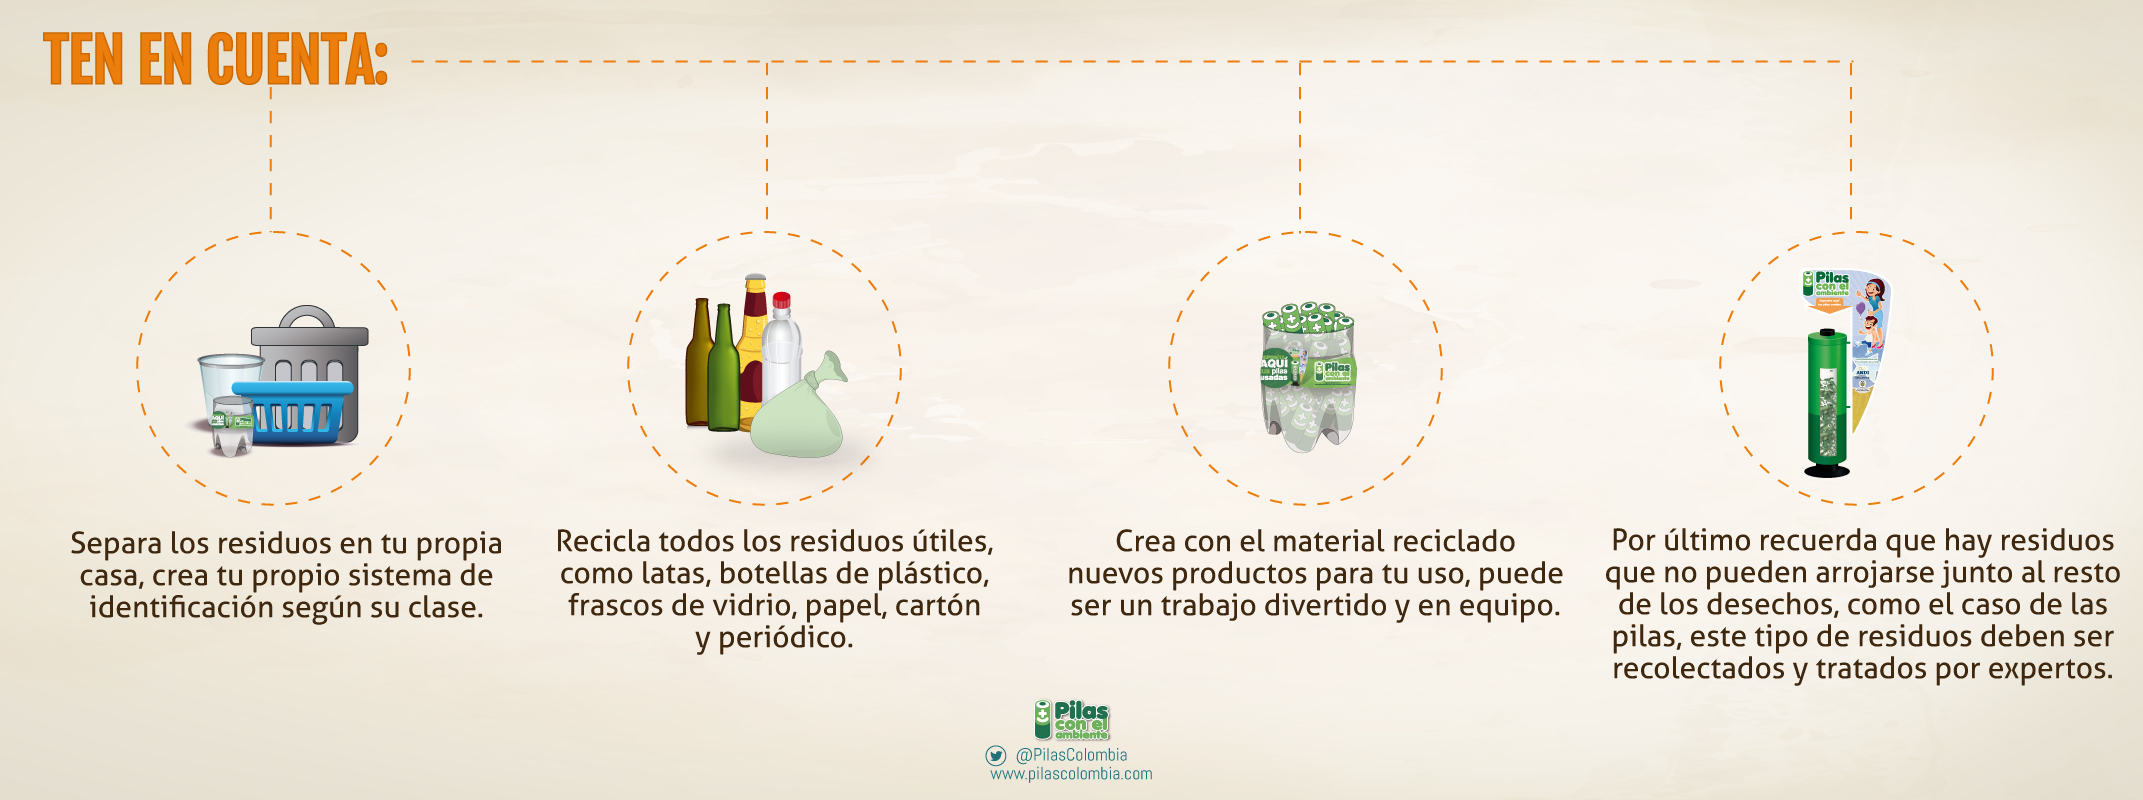 TEN EN CUENTA:
Separa los residuos en tu propia
casa, crea tu propio sistema de
identificación según su clase.
Recicla todos los residuos útiles,
como latas, botellas de plástico,
frascos de vidrio, papel, cartón
y periódico.
AQUÍ
pilas
usadas
Pilas
con el
ambiente
Crea con el material reciclado
nuevos productos para tu uso, puede
ser un trabajo divertido y en equipo.
Pilas
con el
ambiente
ANDI
Por último recuerda que hay residuos
que no pueden arrojarse junto al resto
de los desechos, como el caso de las
pilas, este tipo de residuos deben ser
recolectados y tratados por expertos.
Pilas
con el
ambiente
@PilasColombia
www.pilascolombia.com